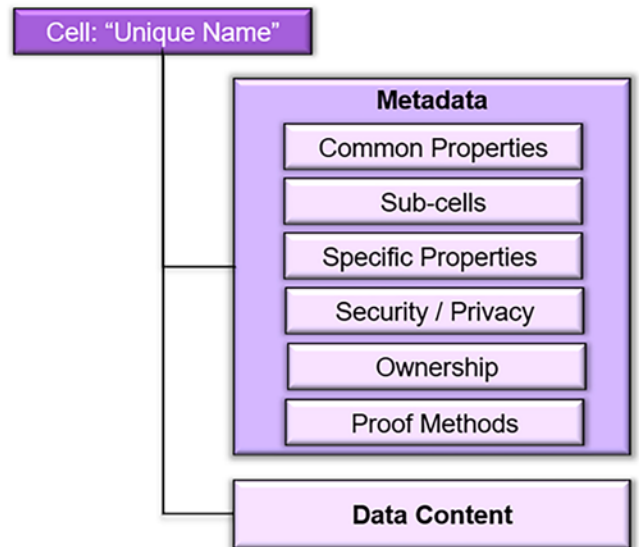 Cell: “Unique Name”
Metadata
Common Properties
Sub-cells
Specific Properties
Security / Privacy
Ownership
Proof Methods
Data Content